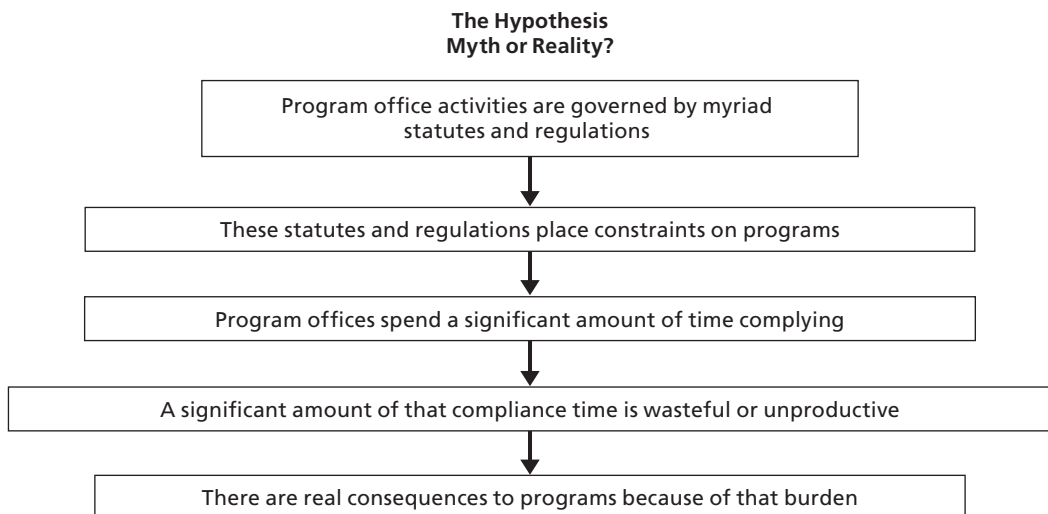 The Hypothesis
Myth or Reality?
Program office activities are governed by myriad
statutes and regulations
These statutes and regulations place constraints on programs
Program offices spend a significant amount of time complying
A significant amount of that compliance time is wasteful or unproductive
There are real consequences to programs because of that burden